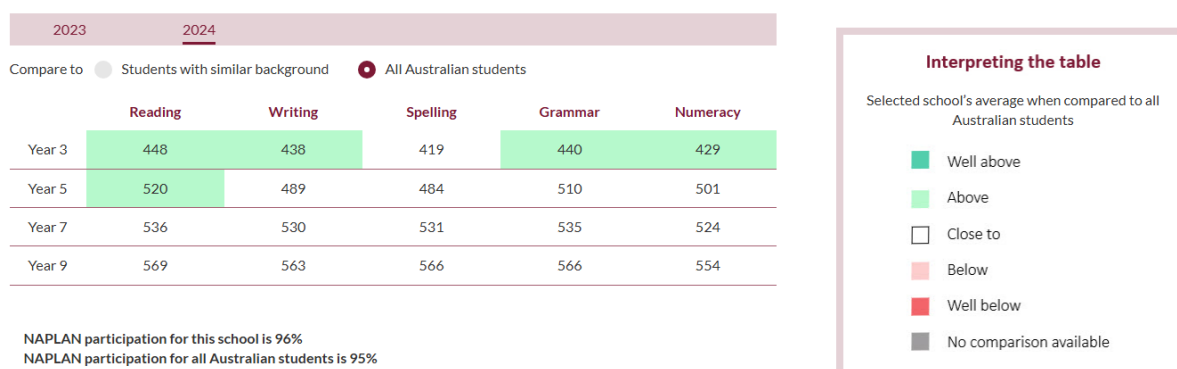 2023 2024
Compare to Students with similar background All Australian students
Reading Writing Spelling Grammar Numeracy
Year 3 448 438 419 440 429
Year 5 520 489 484 510 501
Year 7 536 530 531 535 524
Year 9 569 563 566 566 554
NAPLAN participation for this school is 96%
NAPLAN participation for all Australian students is 95%
Interpreting the table
Selected school's average when compared to all
Australian students
Well above
Above
Close to
Below
Well below
No comparison available